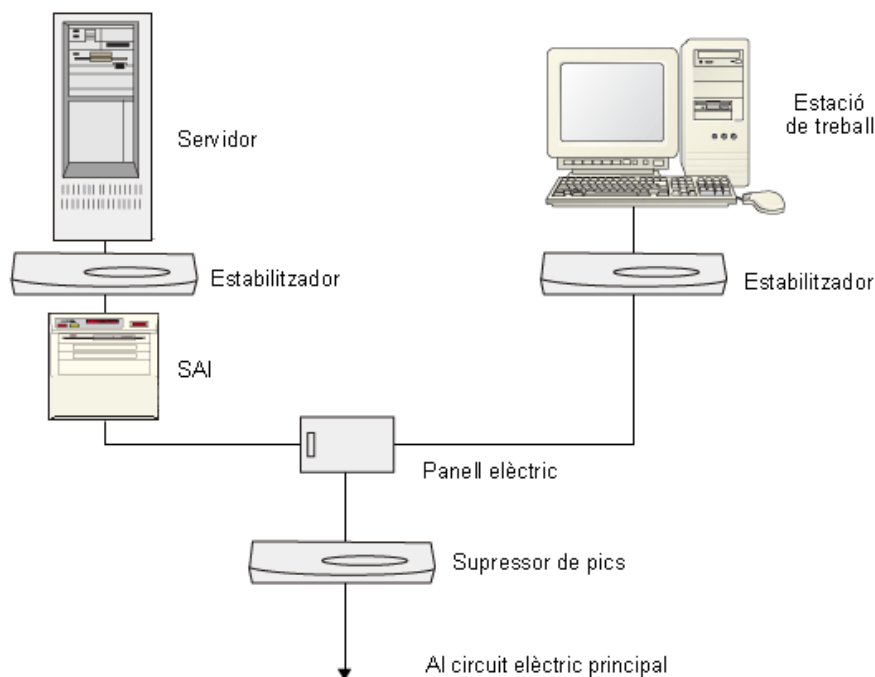 Servidor
Estació
de treball
Estabilitzador
Estabilitzador
SAI
Panell elèctric
Supressor de pics
Al circuit elèctric principal